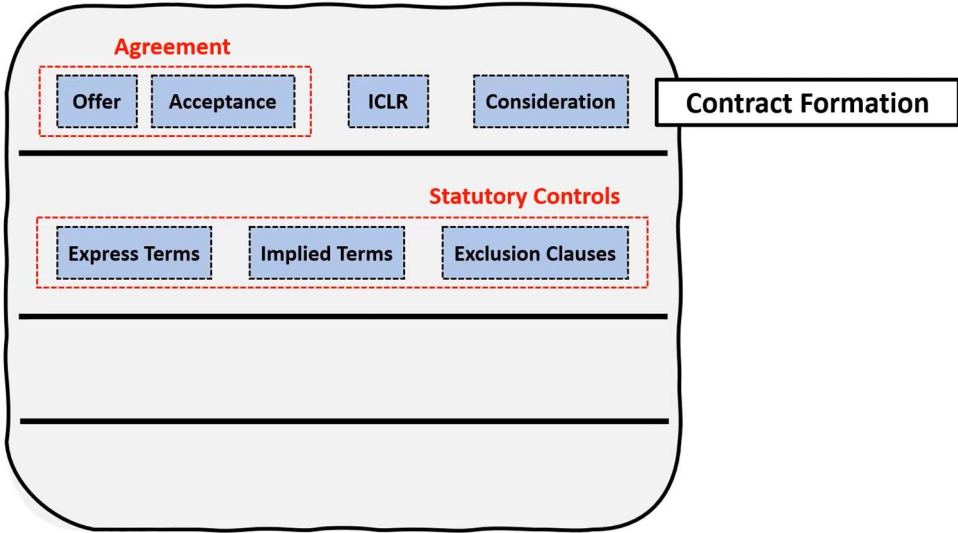 Agreement
Offer
Acceptance
ICLR
Consideration
Contract Formation
Statutory Controls
Express Terms
Implied Terms
Exclusion Clauses